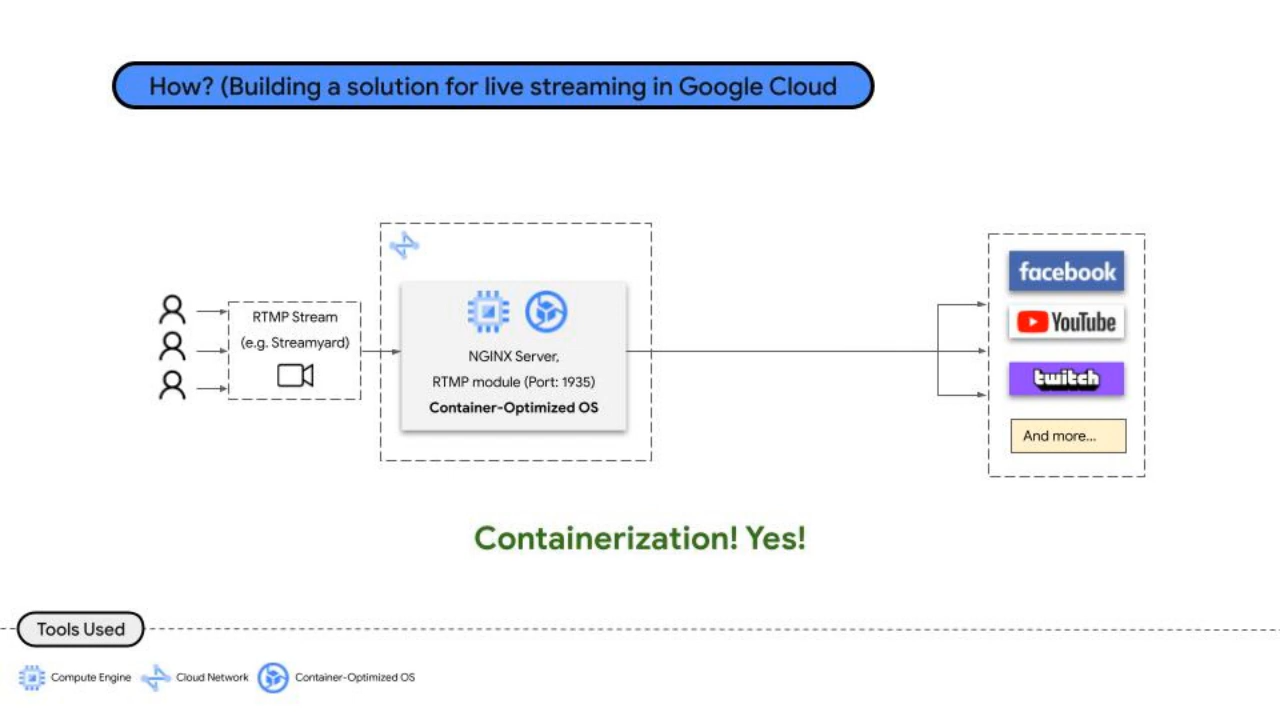 How? (Building a solution for live streaming in Google Cloud
RTMP Stream
(e.g. Streamyard)
NGINX Server,
RTMP module (Port: 1935)
Container-Optimized OS
facebook
YouTube
twitch
And more...
Containerization! Yes!
Tools Used
Compute Engine
Cloud Network
Container-Optimized OS